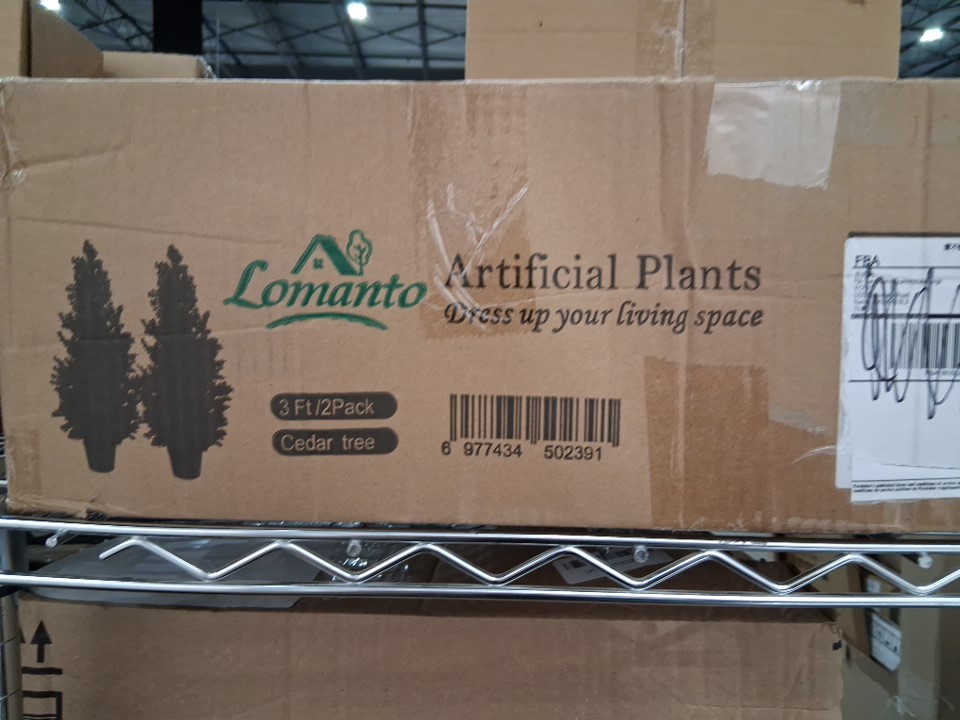 Lomanto
Artificial Plants
Dress up your living space
3 Ft/2Pack
Cedar tree
6 977434 502391
FBA